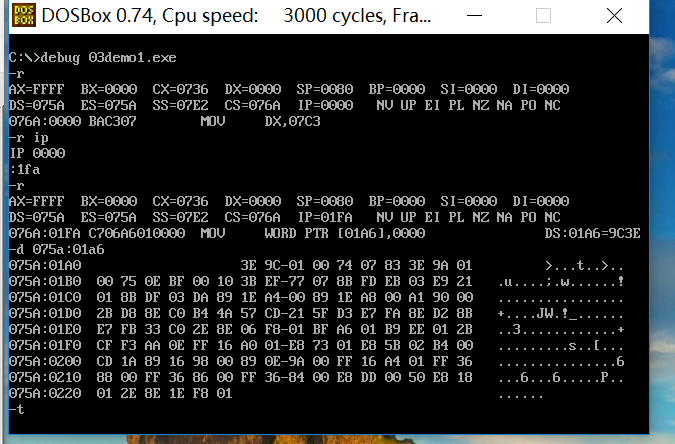 DOS BOX DOSBox 0.74, Cpu speed: 3000 cycles, Fra...
C:\>debug 03demo1.exe
-r
AX=FFFF BX=0000 CX=0736 DX=0000 SP=0080 BP=0000 SI=0000 DI=0000
DS=075A ES=075A SS=07E2 CS=076A IP=0000 NV UP EI PL NZ NA PO NC
076A:0000 BAC307 MOV DX,07C3
-r ip
IP 0000
:1fa
-r
AX=FFFF BX=0000 CX=0736 DX=0000 SP=0080 BP=0000 SI=0000 DI=0000
DS=075A ES=075A SS=07E2 CS=076A IP=01FA NV UP EI PL NZ NA PO NC
076A:01FA C706A6010000 MOV WORD PTR [01A6],0000 DS:01A6=9C3E
-d 075a:01a6
075A:01A0 3E 9C-01 00 74 07 83 3E 9A 01 >...t..>..
075A:01B0 00 75 0E BF 00 10 3B EF-77 07 8B FD EB 03 E9 21 .u....;.w......!
075A:01C0 01 8B DF 03 DA 89 1E A4-00 89 1E A8 00 A1 90 00 ................
075A:01D0 2B D8 8E C0 B4 4A 57 CD-21 5F D3 E7 FA 8E D2 8B +....JW.!_......
075A:01E0 E7 FB 33 C0 2E 8E 06 F8-01 BF A6 01 B9 EE 01 2B ..3............+
075A:01F0 CF F3 AA 0E FF 16 A0 01-E8 73 01 E8 5B 02 B4 00 .........s..[...
075A:0200 CD 1A 89 16 98 00 89 0E-9A 00 FF 16 A4 01 FF 36 ...............6
075A:0210 88 00 FF 36 86 00 FF 36-84 00 E8 DD 00 50 E8 18 ...6...6.....P..
075A:0220 01 2E 8E 1E F8 01 ......
-t